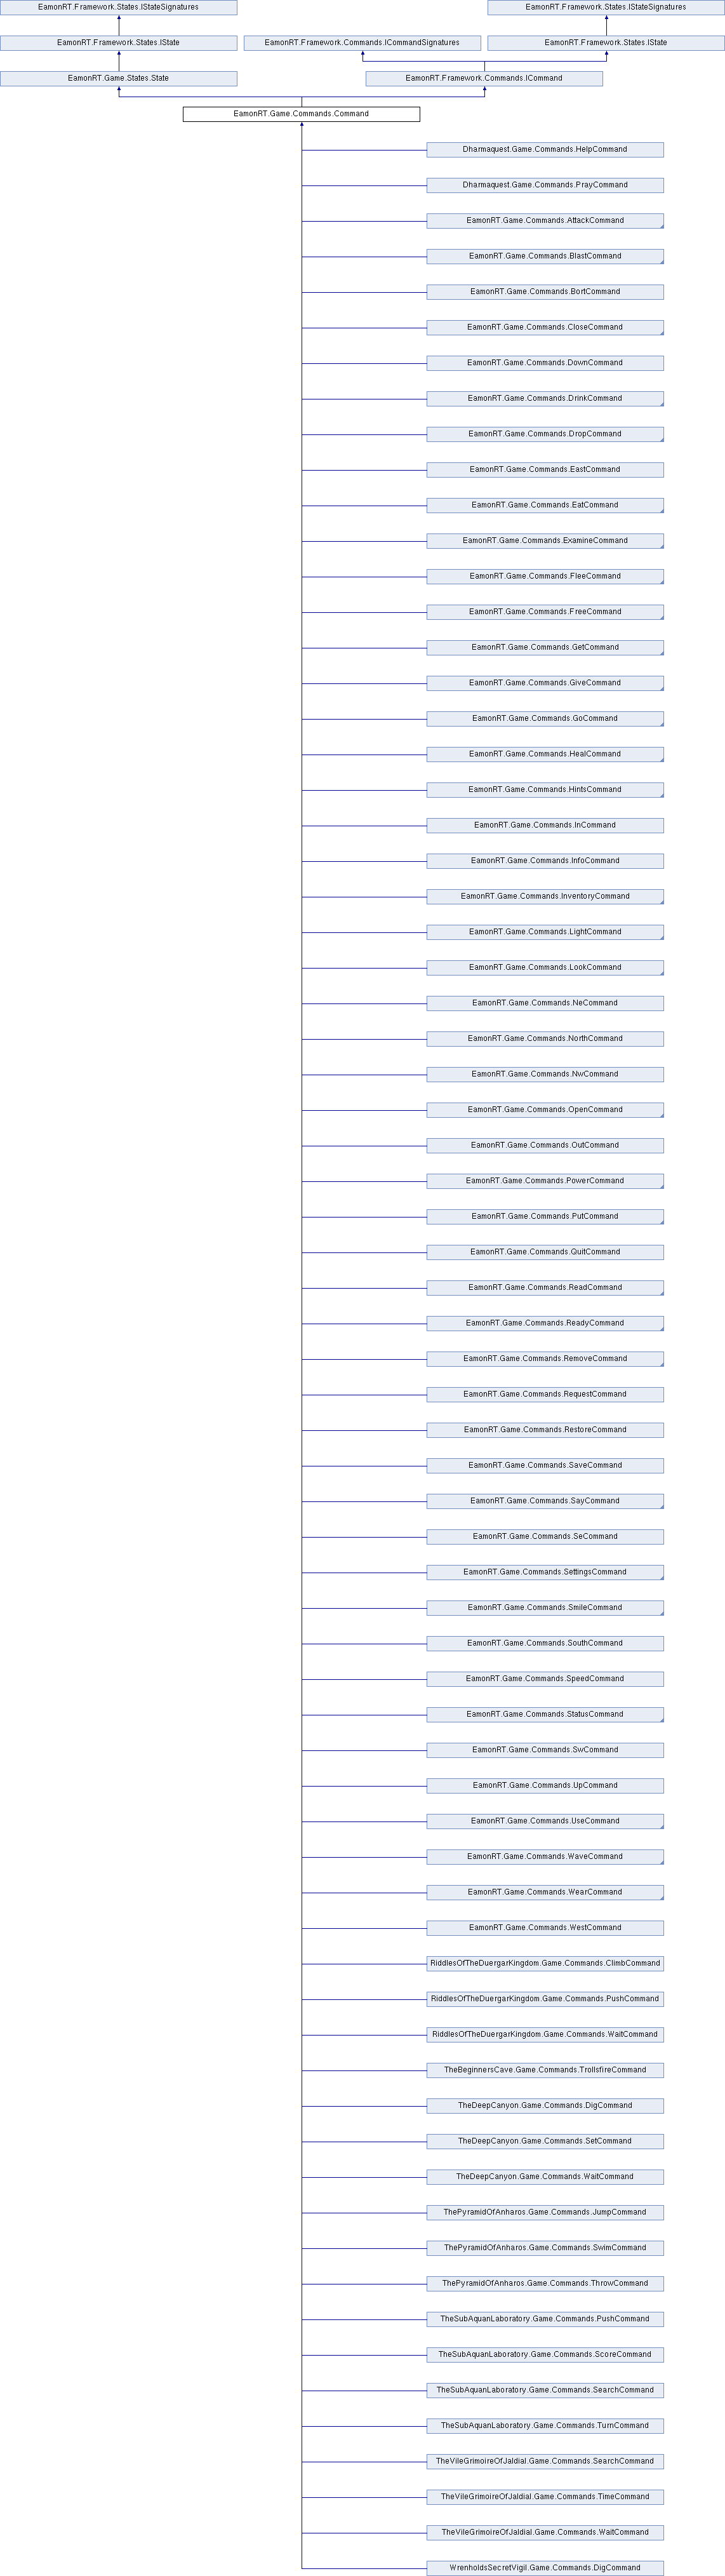 EamonRT.Framework.States.IStateSignatures
EamonRT.Framework.States.IStateSignatures
EamonRT.Framework.States.IState
EamonRT.Framework.Commands.ICommandSignatures
EamonRT.Framework.States.IState
EamonRT.Game.States.State
EamonRT.Framework.Commands.ICommand
EamonRT.Game.Commands.Command
Dharmaquest.Game.Commands.HelpCommand
Dharmaquest.Game.Commands.PrayCommand
EamonRT.Game.Commands.AttackCommand
EamonRT.Game.Commands.BlastCommand
EamonRT.Game.Commands.BortCommand
EamonRT.Game.Commands.CloseCommand
EamonRT.Game.Commands.DownCommand
EamonRT.Game.Commands.DrinkCommand
EamonRT.Game.Commands.DropCommand
EamonRT.Game.Commands.EastCommand
EamonRT.Game.Commands.EatCommand
EamonRT.Game.Commands.ExamineCommand
EamonRT.Game.Commands.FleeCommand
EamonRT.Game.Commands.FreeCommand
EamonRT.Game.Commands.GetCommand
EamonRT.Game.Commands.GiveCommand
EamonRT.Game.Commands.GoCommand
EamonRT.Game.Commands.HealCommand
EamonRT.Game.Commands.HintsCommand
EamonRT.Game.Commands.InCommand
EamonRT.Game.Commands.InfoCommand
EamonRT.Game.Commands.InventoryCommand
EamonRT.Game.Commands.LightCommand
EamonRT.Game.Commands.LookCommand
EamonRT.Game.Commands.NeCommand
EamonRT.Game.Commands.NorthCommand
EamonRT.Game.Commands.NwCommand
EamonRT.Game.Commands.OpenCommand
EamonRT.Game.Commands.OutCommand
EamonRT.Game.Commands.PowerCommand
EamonRT.Game.Commands.PutCommand
EamonRT.Game.Commands.QuitCommand
EamonRT.Game.Commands.ReadCommand
EamonRT.Game.Commands.ReadyCommand
EamonRT.Game.Commands.RemoveCommand
EamonRT.Game.Commands.RequestCommand
EamonRT.Game.Commands.RestoreCommand
EamonRT.Game.Commands.SaveCommand
EamonRT.Game.Commands.SayCommand
EamonRT.Game.Commands.SeCommand
EamonRT.Game.Commands.SettingsCommand
EamonRT.Game.Commands.SmileCommand
EamonRT.Game.Commands.SouthCommand
EamonRT.Game.Commands.SpeedCommand
EamonRT.Game.Commands.StatusCommand
EamonRT.Game.Commands.SwCommand
EamonRT.Game.Commands.UpCommand
EamonRT.Game.Commands.UseCommand
EamonRT.Game.Commands.WaveCommand
EamonRT.Game.Commands.WearCommand
EamonRT.Game.Commands.WestCommand
RiddlesOfTheDuergarKingdom.Game.Commands.ClimbCommand
RiddlesOfTheDuergarKingdom.Game.Commands.PushCommand
RiddlesOfTheDuergarKingdom.Game.Commands.WaitCommand
TheBeginnersCave.Game.Commands.TrollsfireCommand
TheDeepCanyon.Game.Commands.DigCommand
TheDeepCanyon.Game.Commands.SetCommand
TheDeepCanyon.Game.Commands.WaitCommand
ThePyramidOfAnharos.Game.Commands.JumpCommand
ThePyramidOfAnharos.Game.Commands.SwimCommand
ThePyramidOfAnharos.Game.Commands.ThrowCommand
TheSubAquanLaboratory.Game.Commands.PushCommand
TheSubAquanLaboratory.Game.Commands.ScoreCommand
TheSubAquanLaboratory.Game.Commands.SearchCommand
TheSubAquanLaboratory.Game.Commands.TurnCommand
TheVileGrimoireOfJaldial.Game.Commands.SearchCommand
TheVileGrimoireOfJaldial.Game.Commands.TimeCommand
TheVileGrimoireOfJaldial.Game.Commands.WaitCommand
WrenholdsSecretVigil.Game.Commands.DigCommand